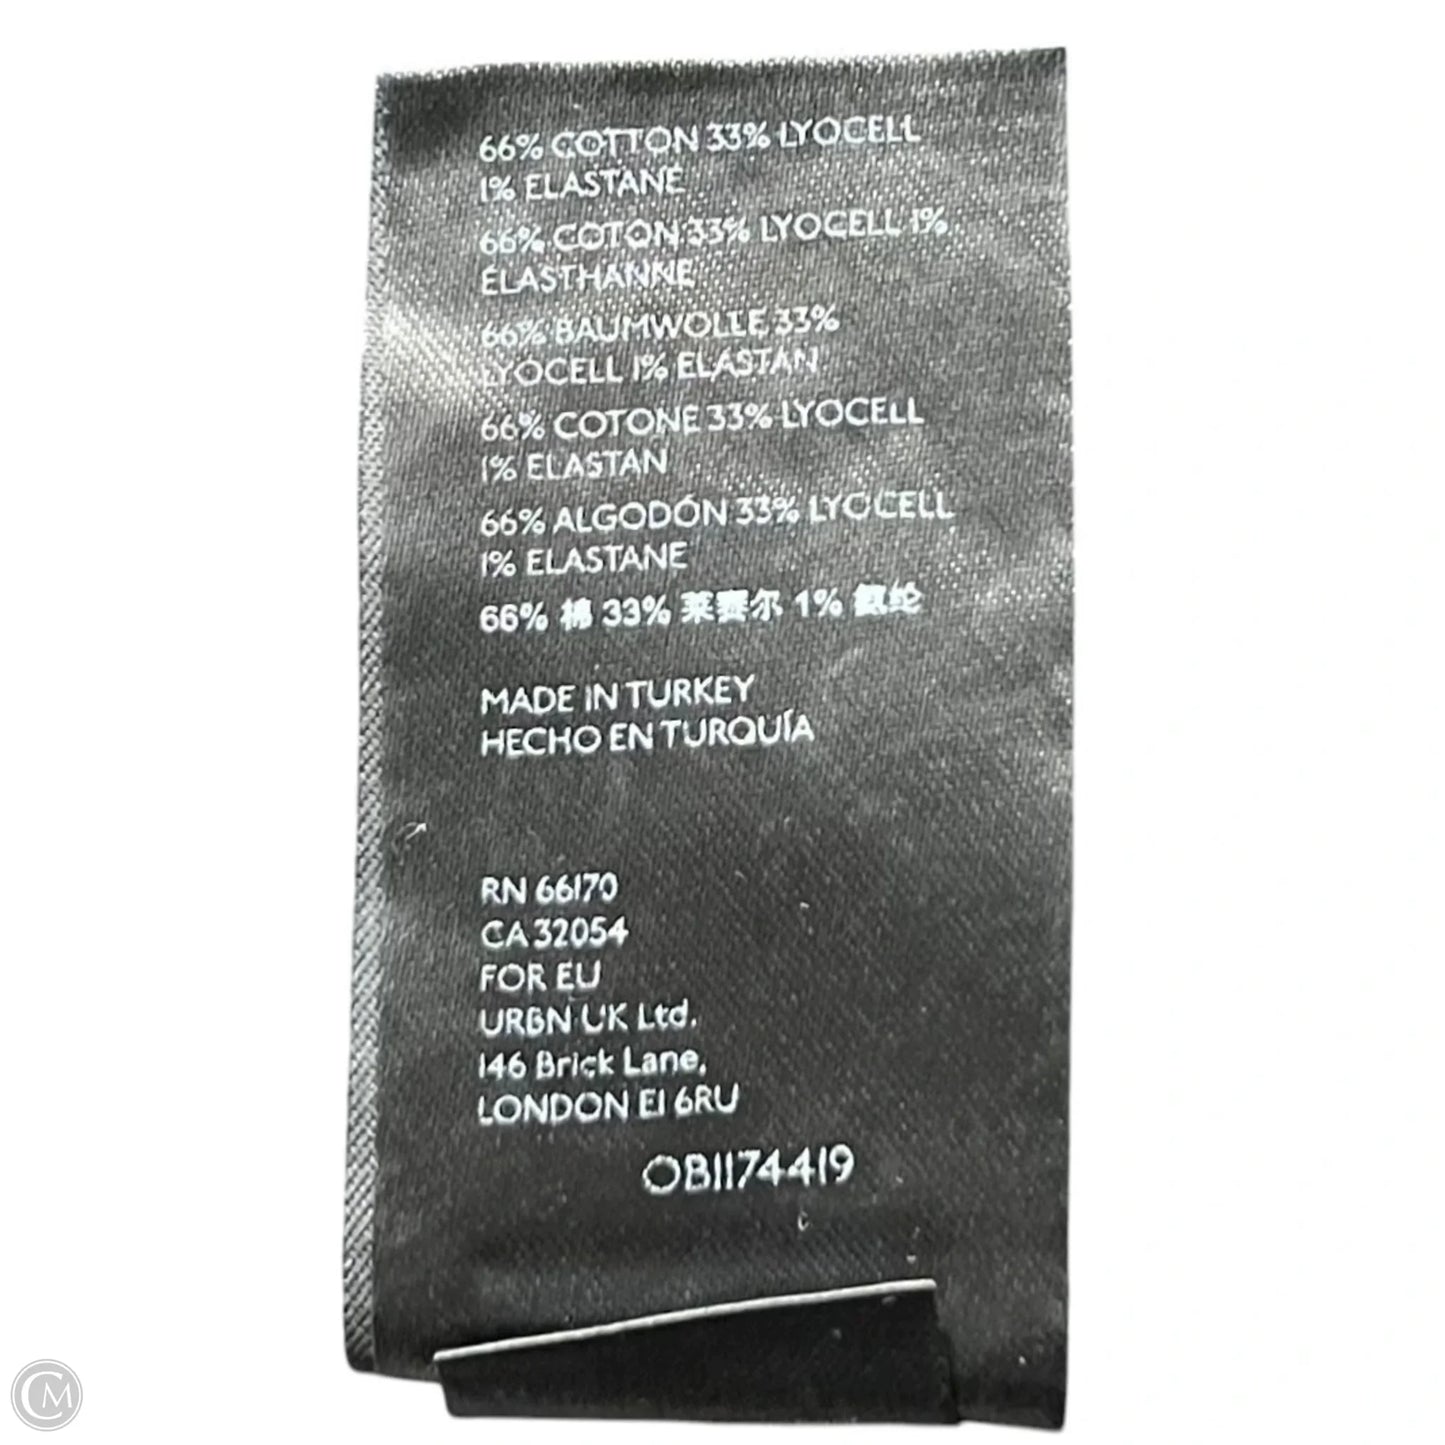 66% COTTON 33% LYOCELL
1% ELASTANE
66% COTON 33% LYOCELL 1%
ÉLASTHANNE
66% BAUMWOLLE 33%
LYOCELL 1% ELASTAN
66% COTONE 33% LYOCELL
1% ELASTAN
66% ALGODÓN 33% LYOCELL
1% ELASTANE
66% 棉 33% 莱赛尔 1% 氨纶
MADE IN TURKEY
HECHO EN TURQUÍA
RN 66170
CA 32054
FOR EU
URBN UK Ltd.
146 Brick Lane,
LONDON E1 6RU
OB1174419
CM